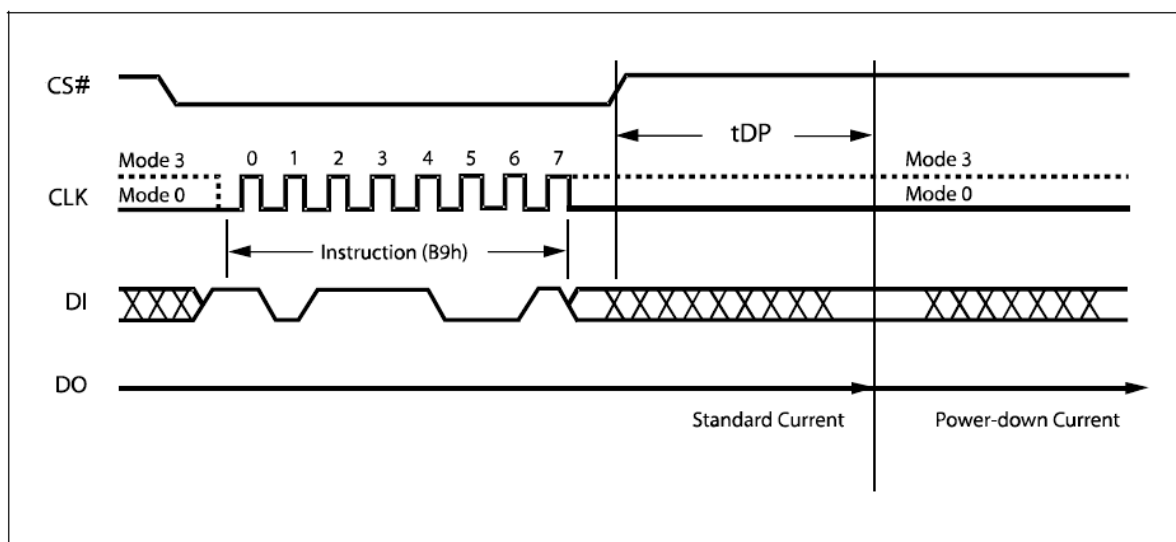 CS#
tDP
Mode 3 0 1 2 3 4 5 6 7 Mode 3
CLK Mode 0 Mode 0
Instruction (B9h)
DI
DO
Standard Current Power-down Current